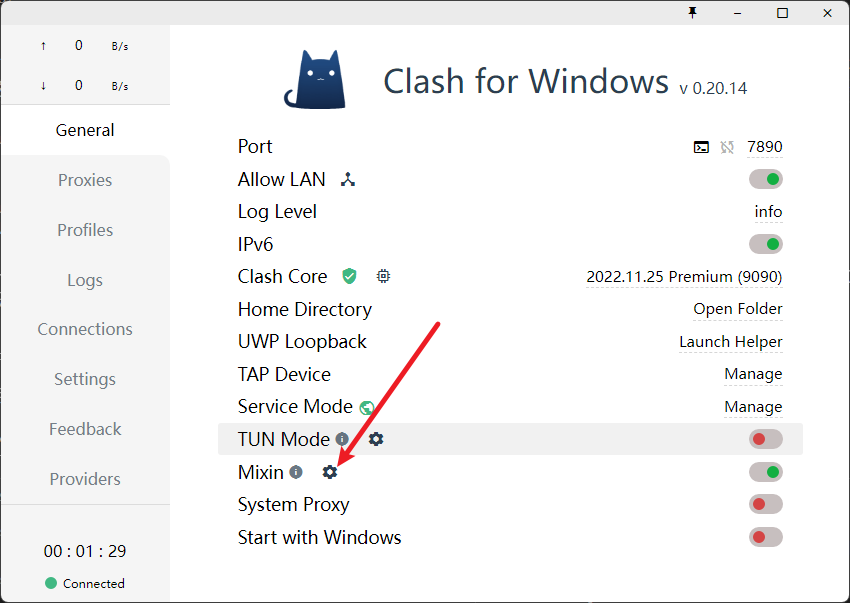 ↑ 0 B/s
↓ 0 B/s
General
Proxies
Profiles
Logs
Connections
Settings
Feedback
Providers
00 : 01 : 29
Connected
Clash for Windows v 0.20.14
Port 7890
Allow LAN
Log Level info
IPv6
Clash Core 2022.11.25 Premium (9090)
Home Directory Open Folder
UWP Loopback Launch Helper
TAP Device Manage
Service Mode Manage
TUN Mode
Mixin
System Proxy
Start with Windows